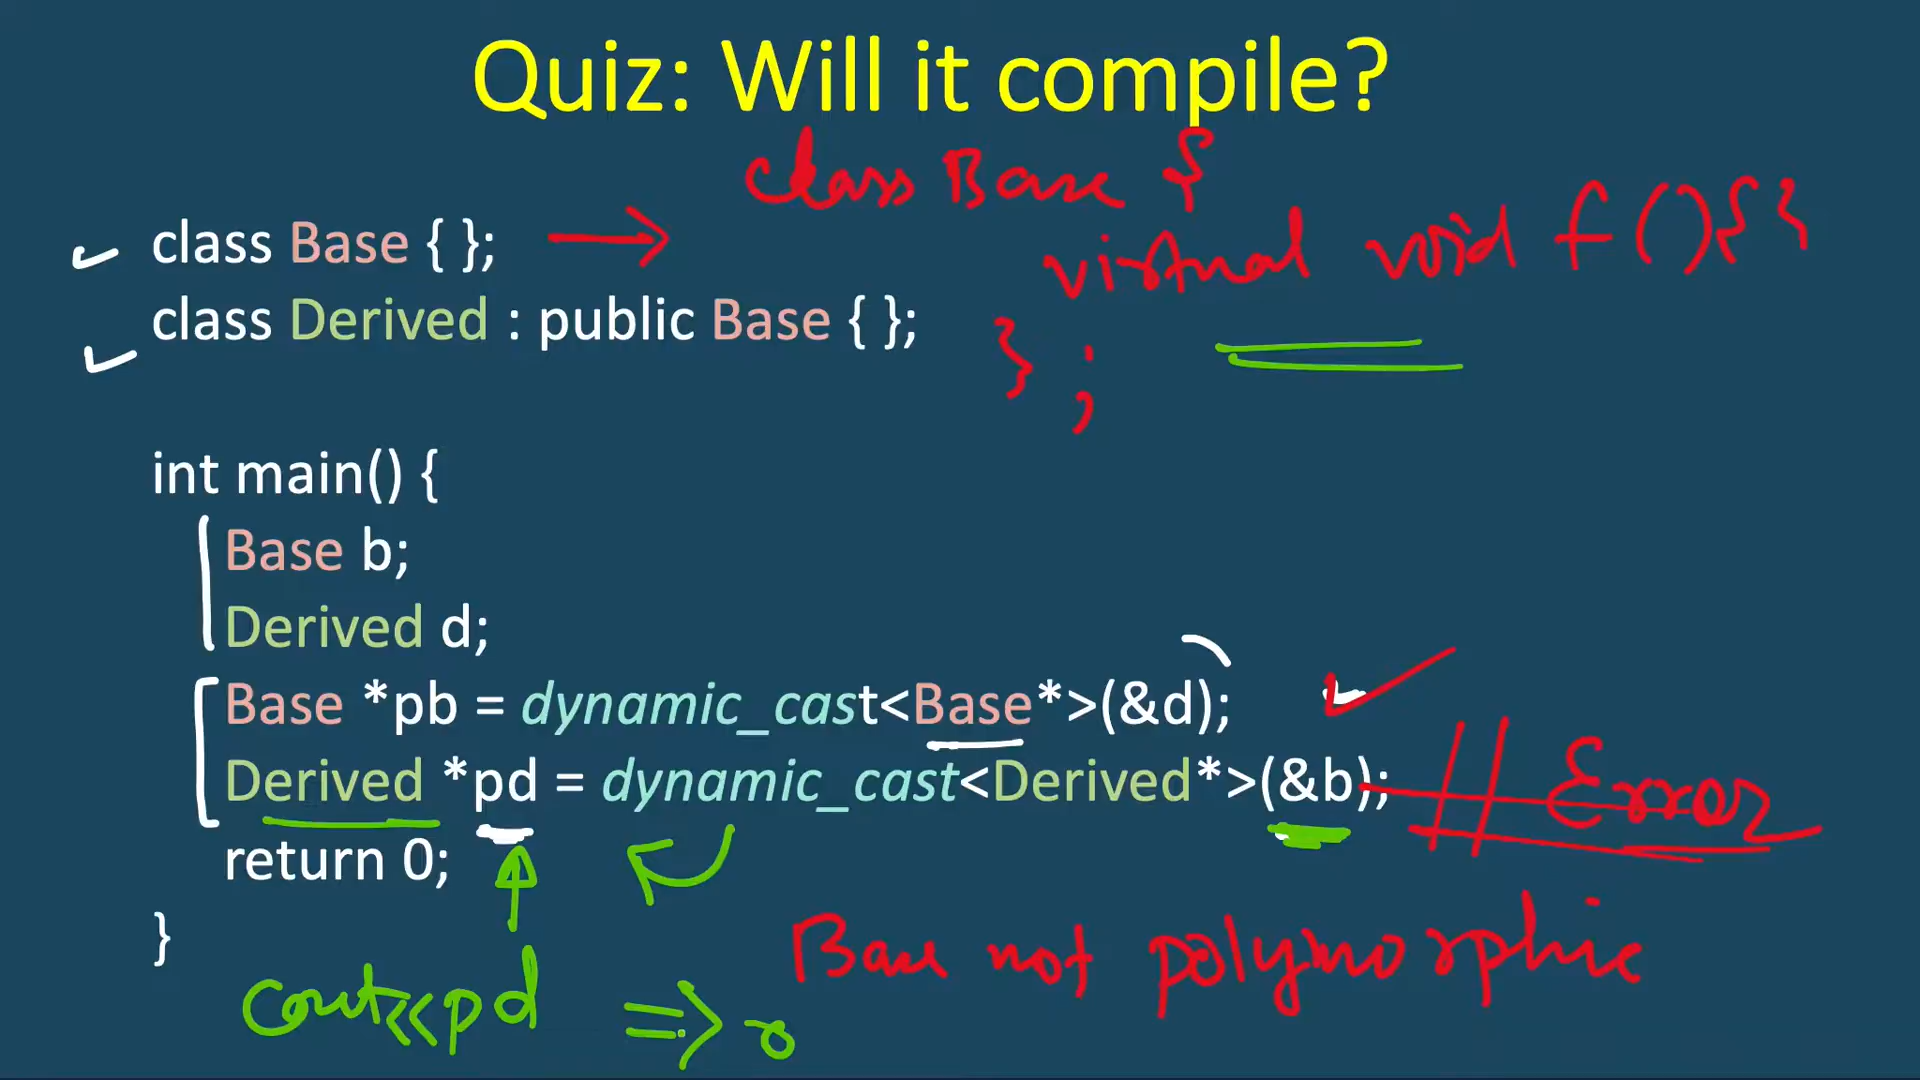 Quiz: Will it compile?
class Base {
class Base { };
virtual void f(){}
class Derived : public Base { };
};
int main() {
Base b;
Derived d;
Base *pb = dynamic_cast<Base*>(&d);
Derived *pd = dynamic_cast<Derived*>(&b); // Error
return 0;
}
Base not polymorphic
cout<<pd => 0